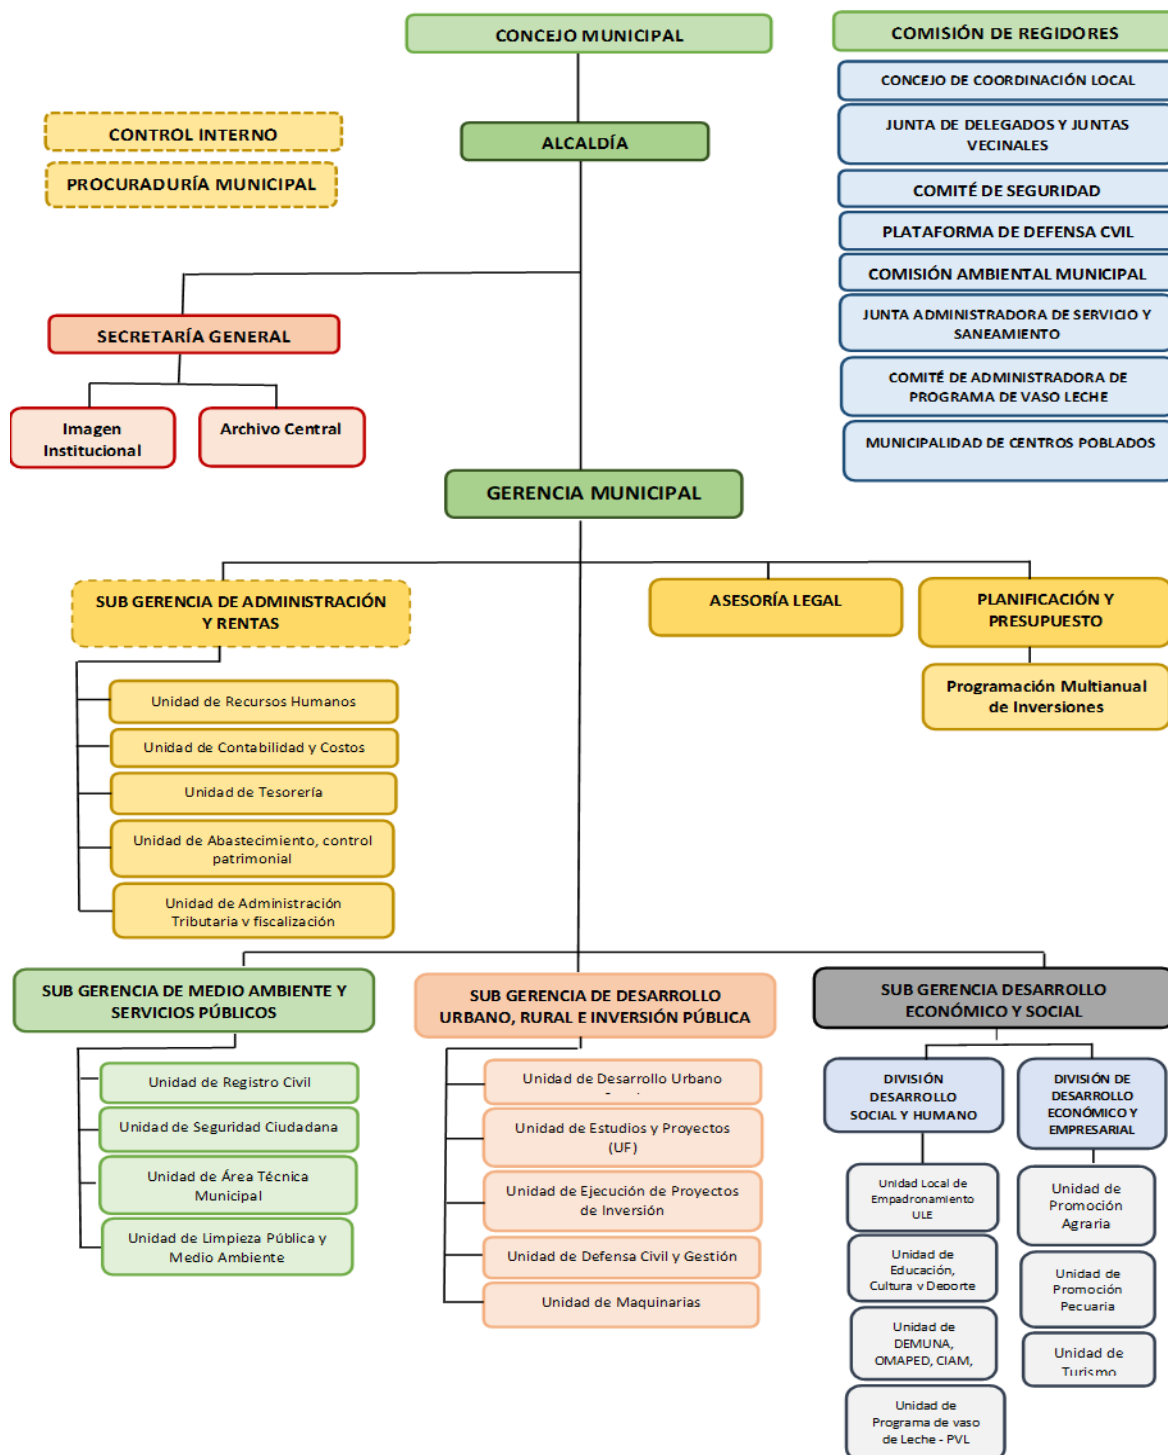 CONCEJO MUNICIPAL
COMISIÓN DE REGIDORES
CONCEJO DE COORDINACIÓN LOCAL
JUNTA DE DELEGADOS Y JUNTAS
VECINALES
COMITÉ DE SEGURIDAD
PLATAFORMA DE DEFENSA CVIL
COMISIÓN AMBIENTAL MUNICIPAL
JUNTA ADMINISTRADORA DE SERVICIO Y
SANEAMIENTO
COMITÉ DE ADMINISTRADORA DE
PROGRAMA DE VASO LECHE
MUNICIPALIDAD DE CENTROS POBLADOS
CONTROL INTERNO
PROCURADURÍA MUNICIPAL
ALCALDÍA
SECRETARÍA GENERAL
Imagen
Institucional
Archivo Central
GERENCIA MUNICIPAL
SUB GERENCIA DE ADMINISTRACIÓN
Y RENTAS
ASESORÍA LEGAL
PLANIFICACIÓN Y
PRESUPUESTO
Programación Multianual
de Inversiones
Unidad de Recursos Humanos
Unidad de Contabilidad y Costos
Unidad de Tesorería
Unidad de Abastecimiento, control
patrimonial
Unidad de Administración
Tributaria y fiscalización
SUB GERENCIA DE MEDIO AMBIENTE Y
SERVICIOS PÚBLICOS
Unidad de Registro Civil
Unidad de Seguridad Ciudadana
Unidad de Área Técnica
Municipal
Unidad de Limpieza Pública y
Medio Ambiente
SUB GERENCIA DE DESARROLLO
URBANO, RURAL E INVERSIÓN PÚBLICA
Unidad de Desarrollo Urbano
Unidad de Estudios y Proyectos
(UF)
Unidad de Ejecución de Proyectos
de Inversión
Unidad de Defensa Civil y Gestión
Unidad de Maquinarias
SUB GERENCIA DESARROLLO
ECONÓMICO Y SOCIAL
DIVISIÓN
DESARROLLO
SOCIAL Y HUMANO
Unidad Local de
Empadronamiento
ULE
Unidad de
Educación,
Cultura y Deporte
Unidad de
DEMUNA,
OMAPED, CIAM,
Unidad de
Programa de vaso
de Leche - PVL
DIVISIÓN DE
DESARROLLO
ECONÓMICO Y
EMPRESARIAL
Unidad de
Promoción
Agraria
Unidad de
Promoción
Pecuaria
Unidad de
Turismo